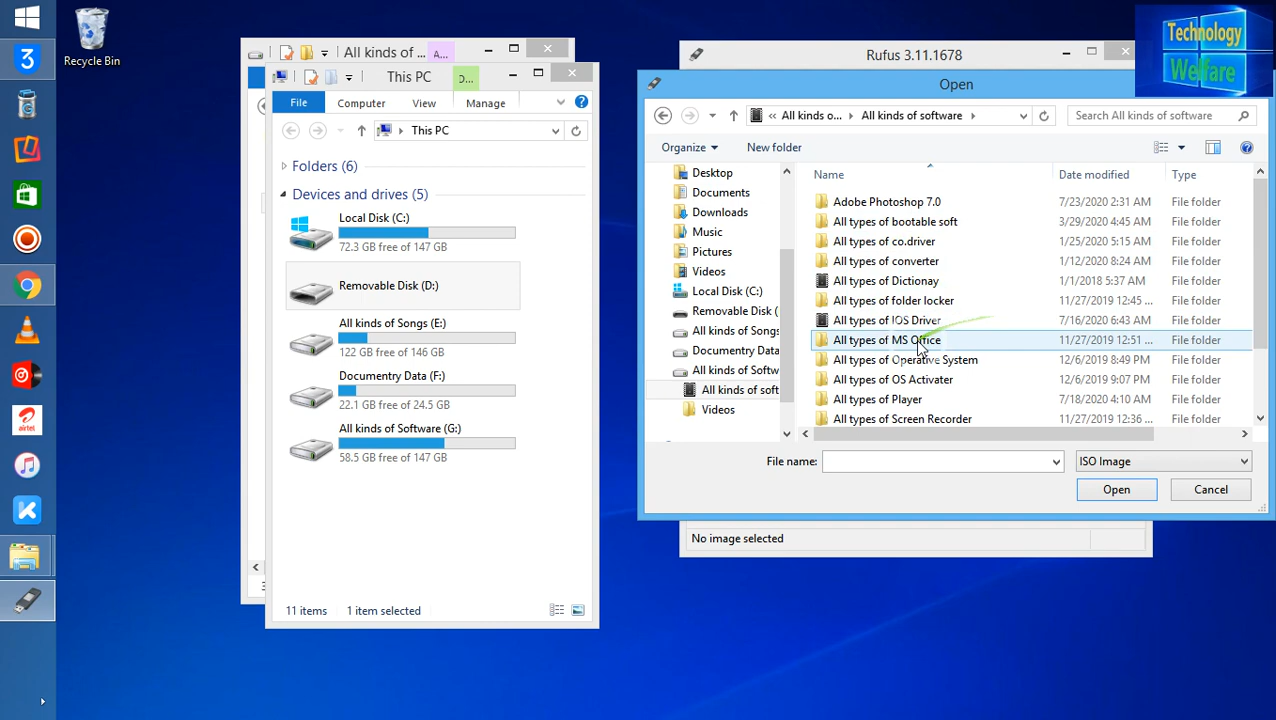 Recycle Bin
All kinds of ...
A...
This PC
D...
File
Computer
View
Manage
This PC
Folders (6)
Devices and drives (5)
Local Disk (C:)
72.3 GB free of 147 GB
Removable Disk (D:)
All kinds of Songs (E:)
122 GB free of 146 GB
Documentry Data (F:)
22.1 GB free of 24.5 GB
All kinds of Software (G:)
58.5 GB free of 147 GB
11 items
1 item selected
airtel
Rufus 3.11.1678
Technology
Welfare
Open
All kinds o...
All kinds of software
Search All kinds of software
Organize
New folder
Desktop
Documents
Downloads
Music
Pictures
Videos
Local Disk (C:)
Removable Disk (
All kinds of Songs
Documentry Data
All kinds of Softw
All kinds of soft
Videos
Name
Date modified
Type
Adobe Photoshop 7.0
7/23/2020 2:31 AM
File folder
All types of bootable soft
3/29/2020 4:45 AM
File folder
All types of co.driver
1/25/2020 5:15 AM
File folder
All types of converter
1/12/2020 8:24 AM
File folder
All types of Dictionay
1/1/2018 5:37 AM
File folder
All types of folder locker
11/27/2019 12:45 ...
File folder
All types of IOS Driver
7/16/2020 6:43 AM
File folder
All types of MS Office
11/27/2019 12:51 ...
File folder
All types of Operative System
12/6/2019 8:49 PM
File folder
All types of OS Activater
12/6/2019 9:07 PM
File folder
All types of Player
7/18/2020 4:10 AM
File folder
All types of Screen Recorder
11/27/2019 12:36 ...
File folder
File name:
ISO Image
Open
Cancel
No image selected